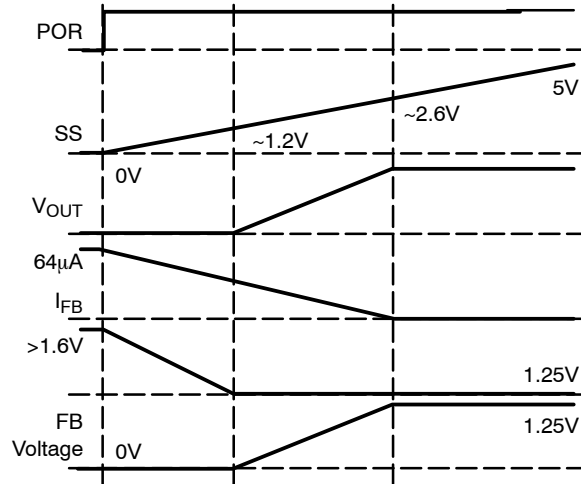 POR
SS
5V
~2.6V
~1.2V
0V
VOUT
64μA
IFB
>1.6V
1.25V
FB
Voltage
1.25V
0V